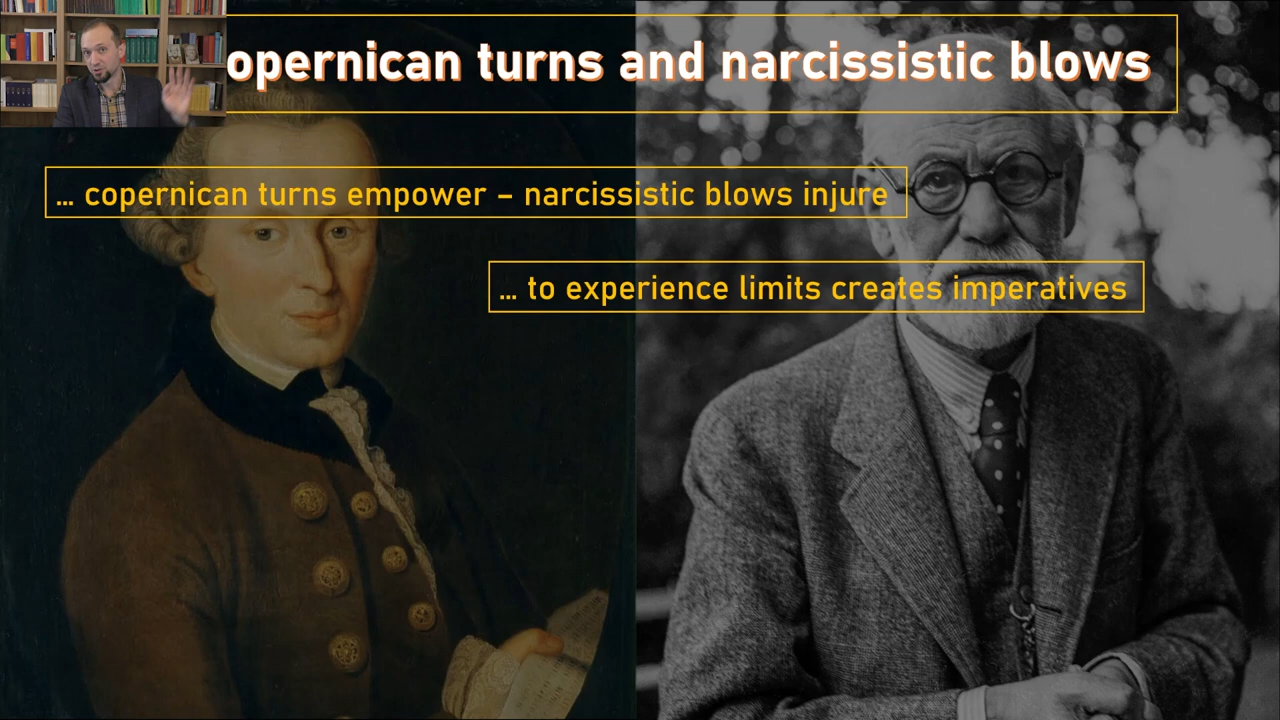 opernican turns and narcissistic blows
... copernican turns empower – narcissistic blows injure
... to experience limits creates imperatives